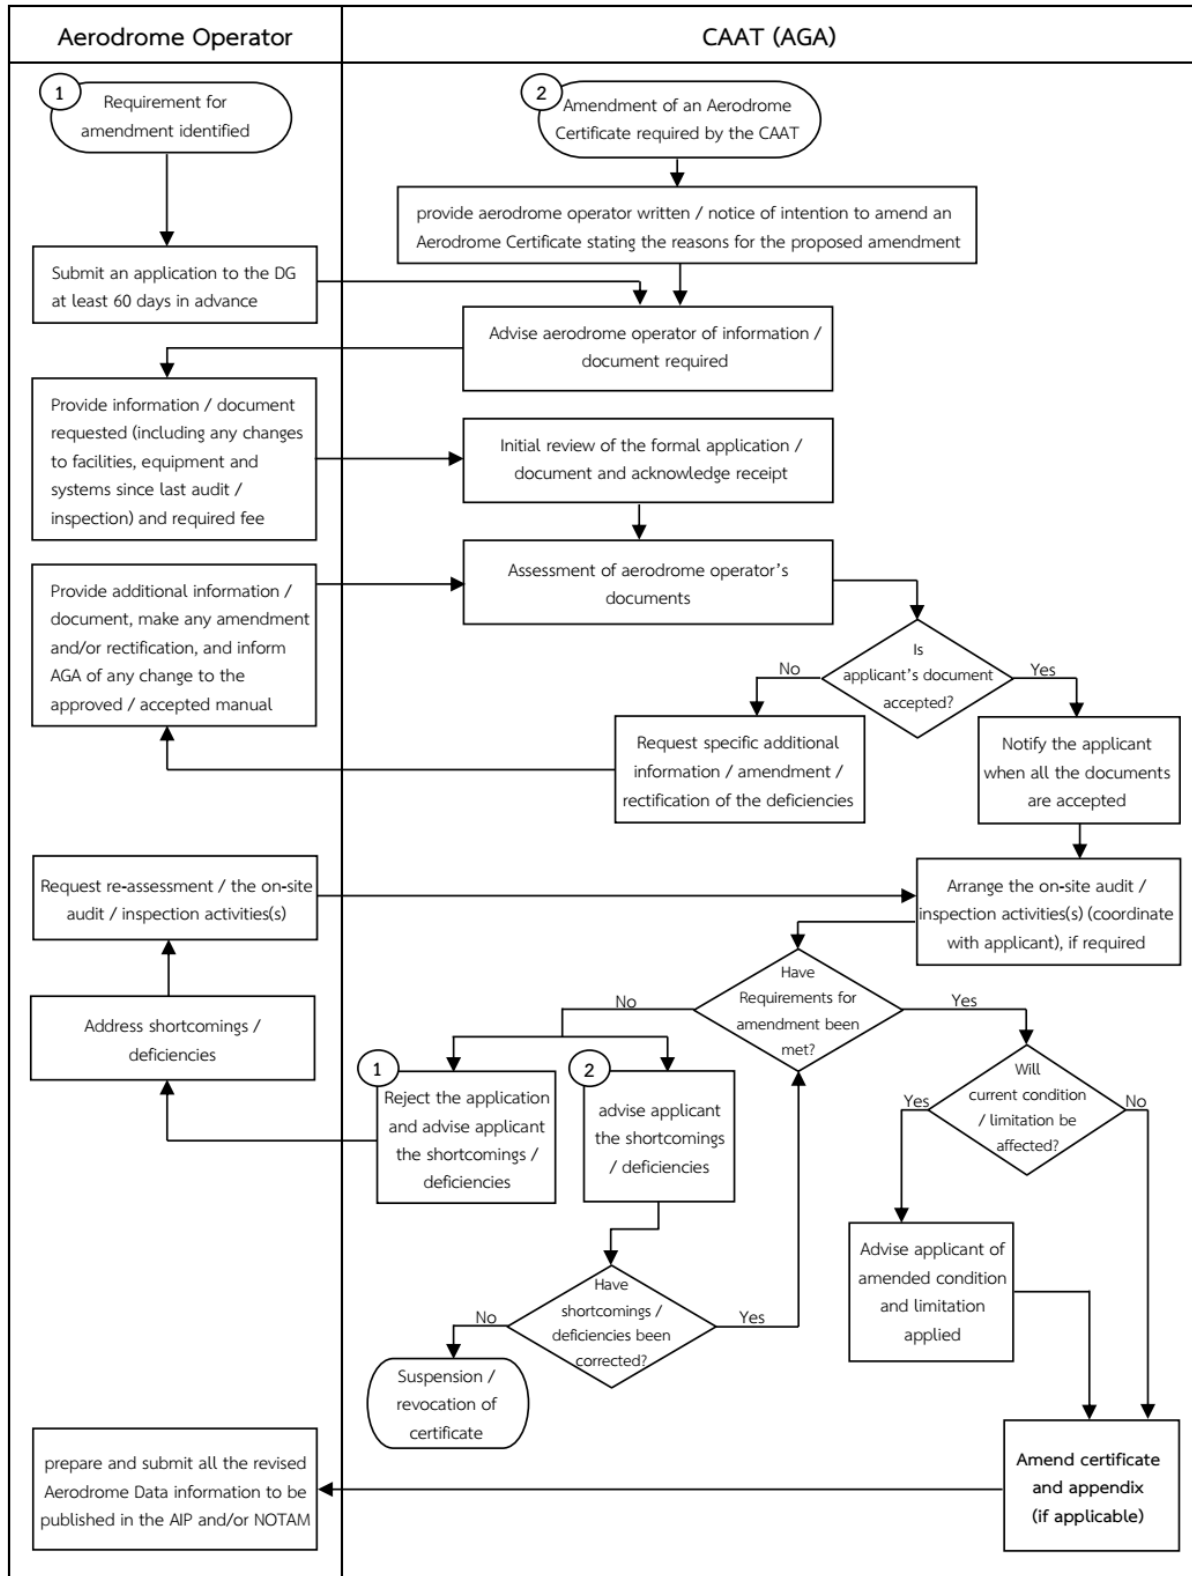 Aerodrome Operator
CAAT (AGA)
1
Requirement for
amendment identified
2
Amendment of an Aerodrome
Certificate required by the CAAT
provide aerodrome operator written / notice of intention to amend an
Aerodrome Certificate stating the reasons for the proposed amendment
Submit an application to the DG
at least 60 days in advance
Advise aerodrome operator of information /
document required
Provide information / document
requested (including any changes
to facilities, equipment and
systems since last audit /
inspection) and required fee
Initial review of the formal application /
document and acknowledge receipt
Assessment of aerodrome operator's
documents
Provide additional information /
document, make any amendment
and/or rectification, and inform
AGA of any change to the
approved / accepted manual
Is
applicant's document
accepted?
No
Yes
Request specific additional
information / amendment /
rectification of the deficiencies
Notify the applicant
when all the documents
are accepted
Request re-assessment / the on-site
audit / inspection activities(s)
Arrange the on-site audit /
inspection activities(s) (coordinate
with applicant), if required
Have
Requirements for
amendment been
met?
No
Yes
Address shortcomings /
deficiencies
1
Reject the application
and advise applicant
the shortcomings /
deficiencies
2
advise applicant
the shortcomings
/ deficiencies
Will
current condition
/ limitation be
affected?
Yes
No
Advise applicant of
amended condition
and limitation
applied
Have
shortcomings /
deficiencies been
corrected?
No
Yes
Suspension /
revocation of
certificate
prepare and submit all the revised
Aerodrome Data information to be
published in the AIP and/or NOTAM
Amend certificate
and appendix
(if applicable)